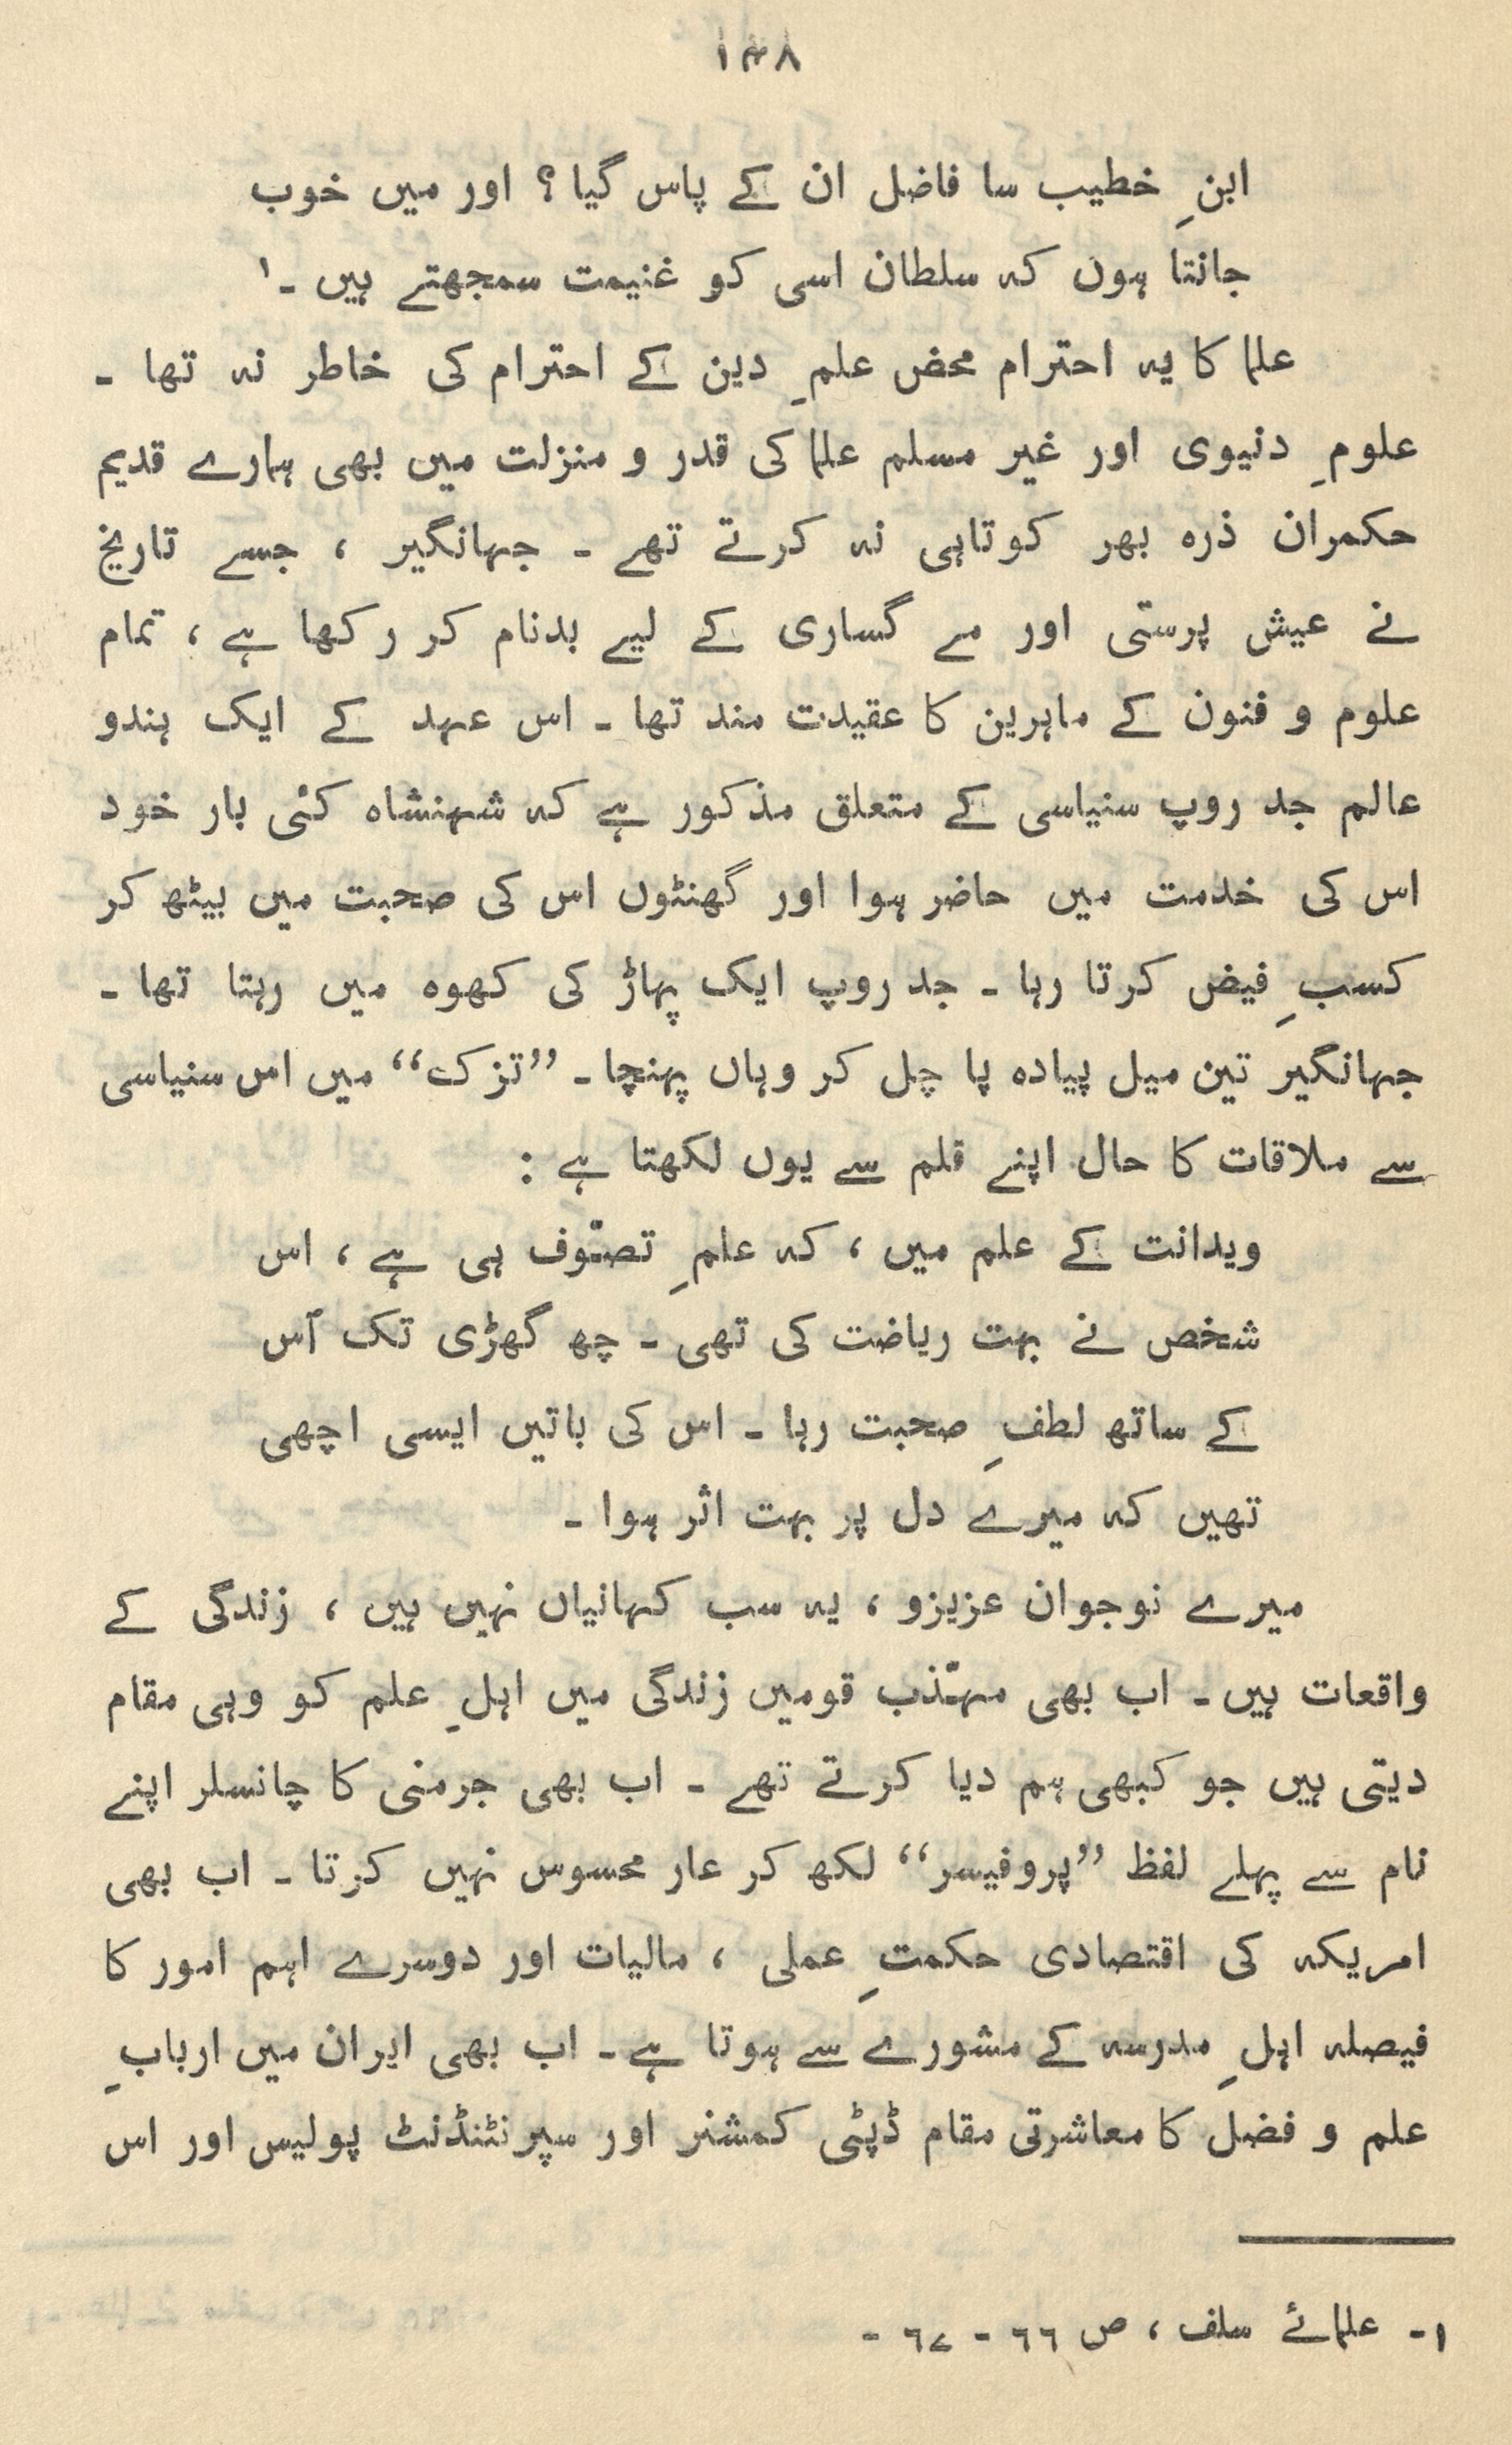 ۱۴۸
ابنِ خطیب سا فاضل ان کے پاس گیا؟ اور میں خوب
جانتا ہوں کہ سلطان اسی کو غنیمت سمجھتے ہیں ۔۱
علما کا یہ احترام محض علمِ دین کے احترام کی خاطر نہ تھا ۔
علومِ دنیوی اور غیر مسلم علما کی قدر و منزلت میں بھی ہمارے قدیم
حکمران ذرہ بھر کوتاہی نہ کرتے تھے ۔ جہانگیر ، جسے تاریخ
نے عیش پرستی اور مے گساری کے لیے بدنام کر رکھا ہے ، تمام
علوم و فنون کے ماہرین کا عقیدت مند تھا ۔ اس عہد کے ایک ہندو
عالم جد روپ سنیاسی کے متعلق مذکور ہے کہ شہنشاہ کئی بار خود
اس کی خدمت میں حاضر ہوا اور گھنٹوں اس کی صحبت میں بیٹھ کر
کسبِ فیض کرتا رہا ۔ جد روپ ایک پہاڑ کی کھوہ میں رہتا تھا ۔
جہانگیر تین میل پیادہ پا چل کر وہاں پہنچا ۔ ”تزک“ میں اس سنیاسی
سے ملاقات کا حال اپنے قلم سے یوں لکھتا ہے :
ویدانت کے علم میں ، کہ علمِ تصوّف ہی ہے ، اس
شخص نے بہت ریاضت کی تھی ۔ چھ گھڑی تک اُس
کے ساتھ لطفِ صحبت رہا ۔ اس کی باتیں ایسی اچھی
تھیں کہ میرے دل پر بہت اثر ہوا ۔
میرے نوجوان عزیزو ، یہ سب کہانیاں نہیں ہیں ، زندگی کے
واقعات ہیں ۔ اب بھی مہذّب قومیں زندگی میں اہلِ علم کو وہی مقام
دیتی ہیں جو کبھی ہم دیا کرتے تھے ۔ اب بھی جرمنی کا چانسلر اپنے
نام سے پہلے لفظ ”پروفیسر“ لکھ کر عار محسوس نہیں کرتا ۔ اب بھی
امریکہ کی اقتصادی حکمتِ عملی ، مالیات اور دوسرے اہم امور کا
فیصلہ اہلِ مدرسہ کے مشورے سے ہوتا ہے ۔ اب بھی ایران میں اربابِ
علم و فضل کا معاشرتی مقام ڈپٹی کمشنر اور سپرنٹنڈنٹ پولیس اور اس
۱۔ علمائے سلف ، ص ۶۶ - ۶۷ -